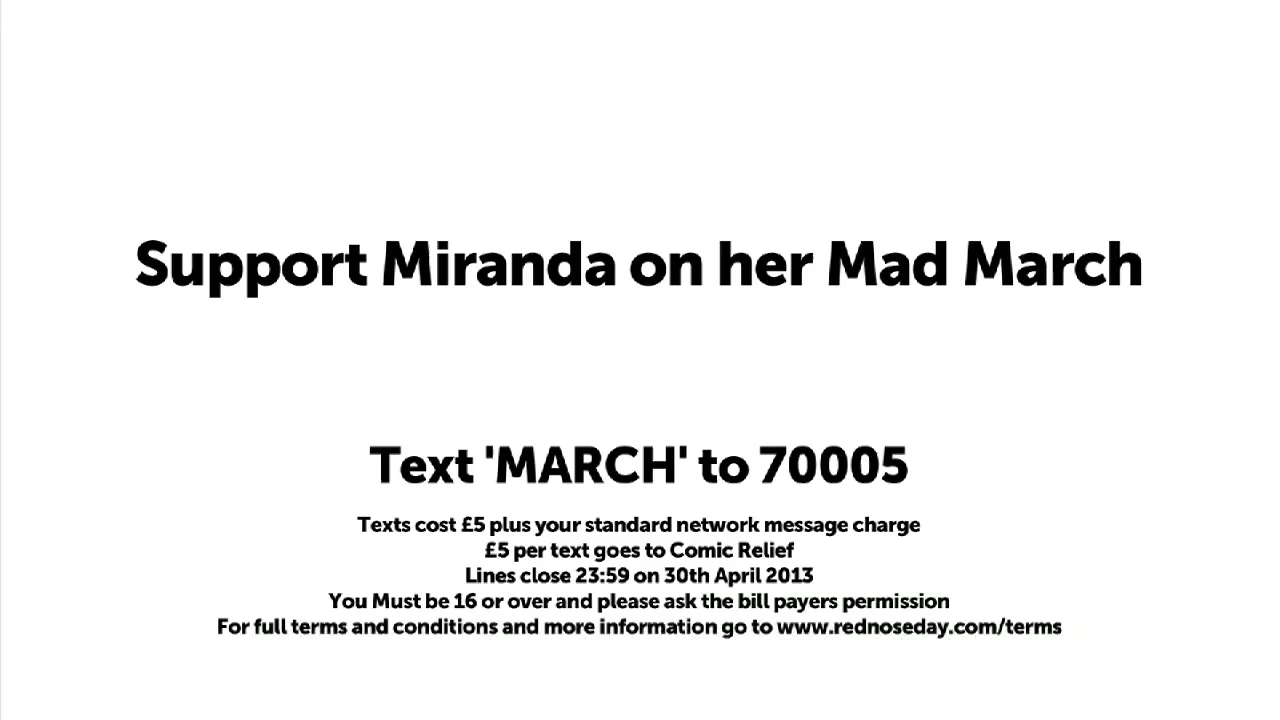 Support Miranda on her Mad March
Text 'MARCH' to 70005
Texts cost £5 plus your standard network message charge
£5 per text goes to Comic Relief
Lines close 23:59 on 30th April 2013
You Must be 16 or over and please ask the bill payers permission
For full terms and conditions and more information go to www.rednoseday.com/terms